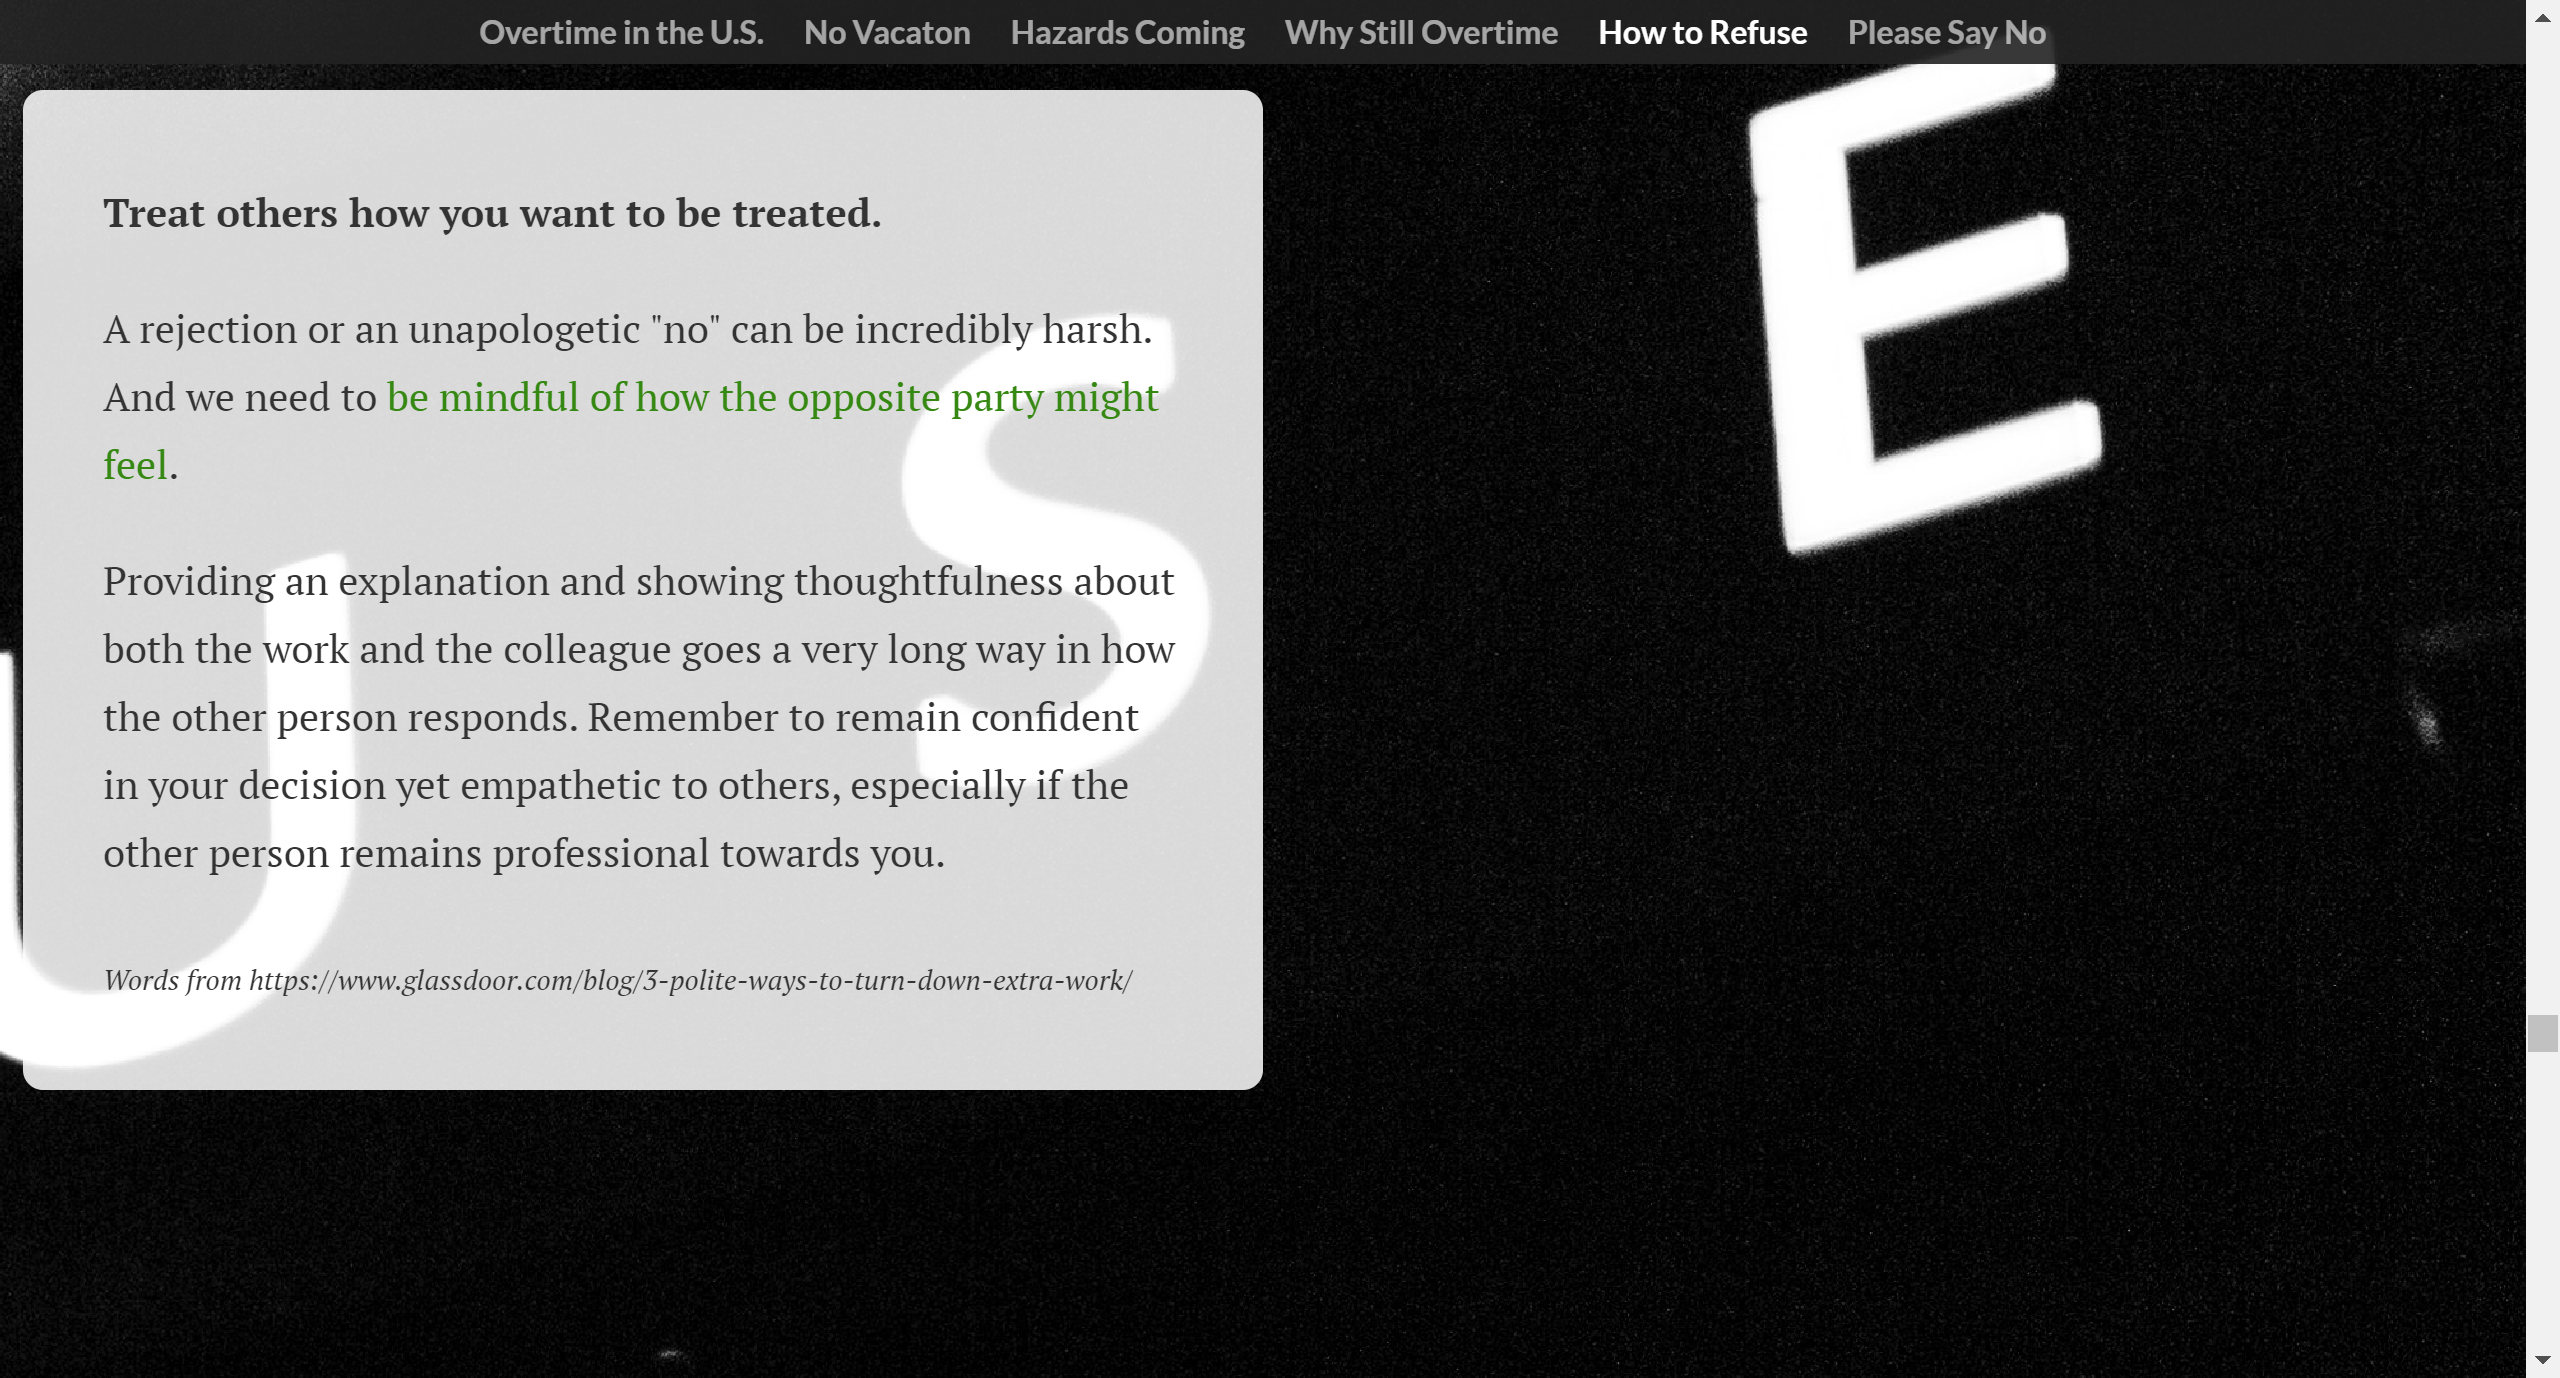 Overtime in the U.S. No Vacaton Hazards Coming Why Still Overtime How to Refuse Please Say No
Treat others how you want to be treated.
A rejection or an unapologetic "no" can be incredibly harsh.
And we need to be mindful of how the opposite party might
feel.
Providing an explanation and showing thoughtfulness about
both the work and the colleague goes a very long way in how
the other person responds. Remember to remain confident
in your decision yet empathetic to others, especially if the
other person remains professional towards you.
Words from https://www.glassdoor.com/blog/3-polite-ways-to-turn-down-extra-work/
U S E